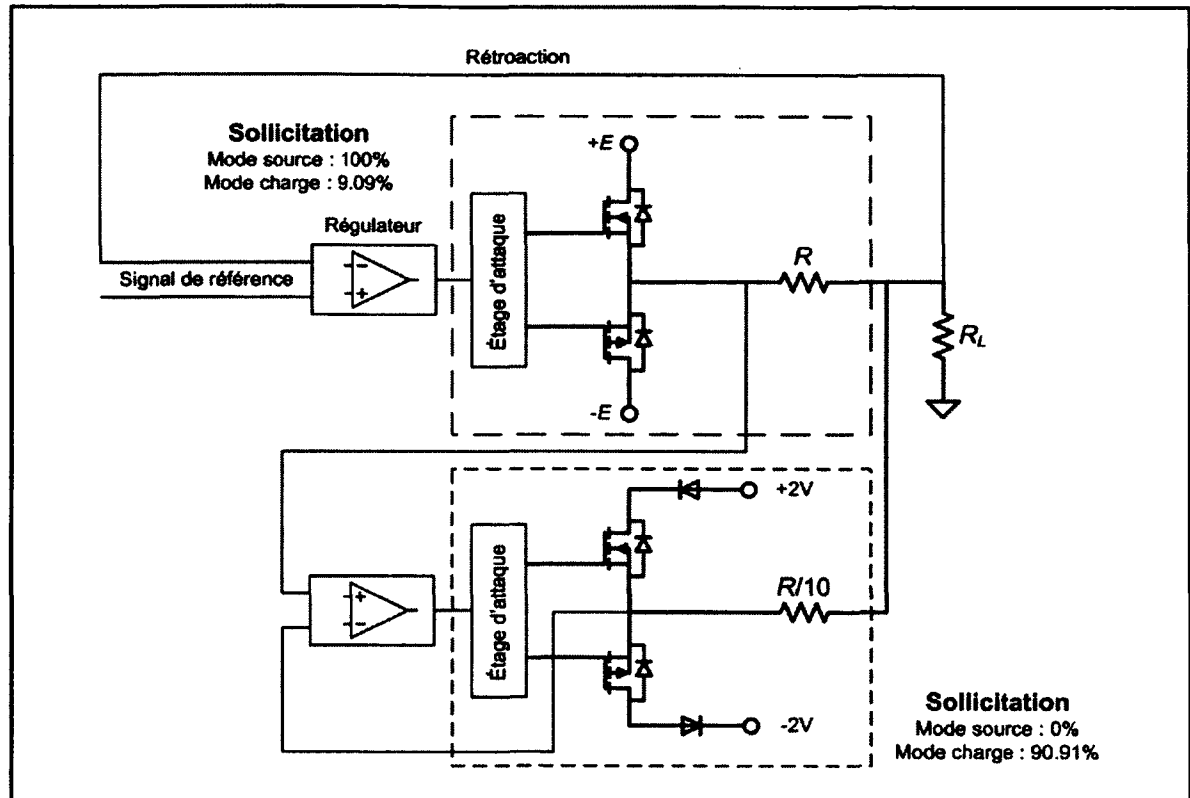 Rétroaction
Sollicitation
Mode source : 100%
Mode charge : 9.09%
+E
Régulateur
Étage d'attaque
R
Signal de référence
-
+
R_L
-E
+2V
Étage d'attaque
R/10
+
-
Sollicitation
Mode source : 0%
Mode charge : 90.91%
-2V